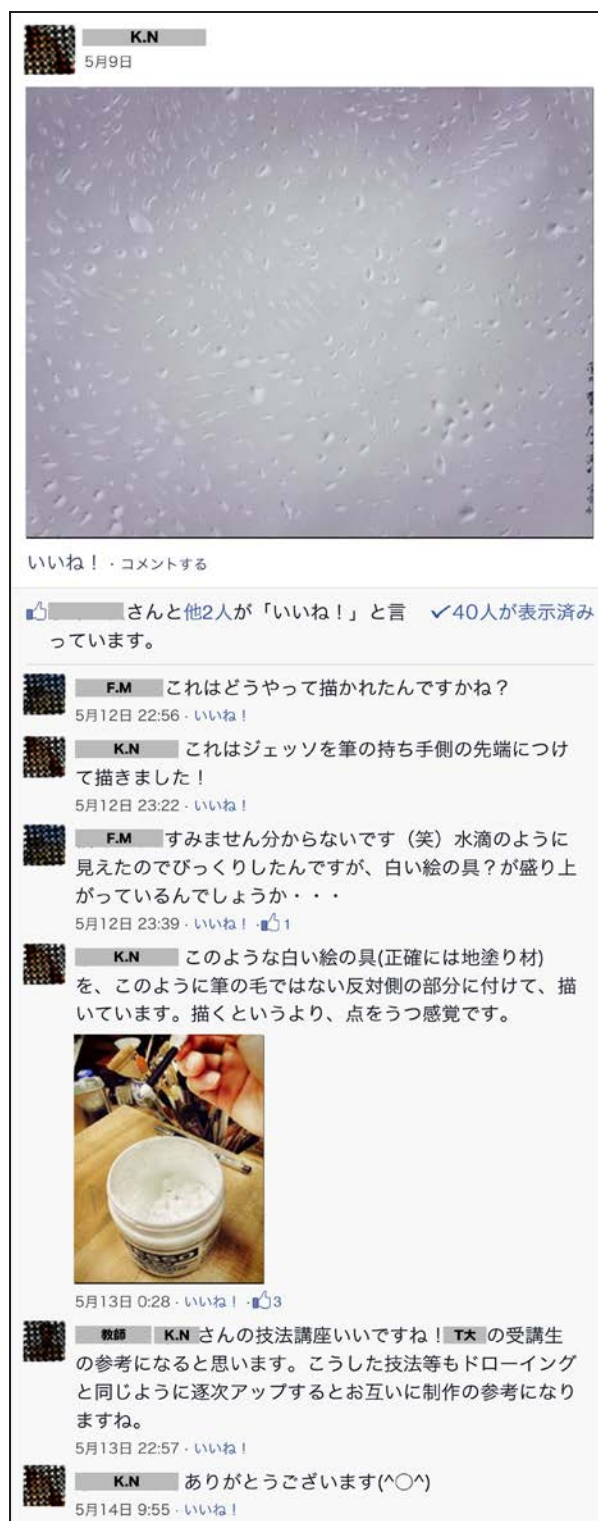 K.N
5月9日
いいね！ · コメントする
さんと他2人が「いいね！」と言 ✓40人が表示済み
っています。
F.M これはどうやって描かれたんですかね？
5月12日 22:56 · いいね！
K.N これはジェッソを筆の持ち手側の先端につけ
て描きました！
5月12日 23:22 · いいね！
F.M すみません分からないです（笑）水滴のように
見えたのでびっくりしたんですが、白い絵の具？が盛り上
がっているんでしょうか・・・
5月12日 23:39 · いいね！ · 1
K.N このような白い絵の具(正確には地塗り材)
を、このように筆の毛ではない反対側の部分に付けて、描
いています。描くというより、点をうつ感覚です。
5月13日 0:28 · いいね！ · 3
教師 K.N さんの技法講座いいですね！T大 の受講生
の参考になると思います。こうした技法等もドローイング
と同じように逐次アップするとお互いに制作の参考になり
ますね。
5月13日 22:57 · いいね！
K.N ありがとうございます(^○^)
5月14日 9:55 · いいね！